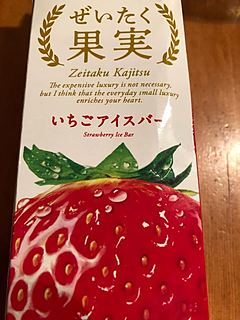 ぜいたく
果実
Zeitaku Kajitsu
The expensive luxury is not necessary,
but I think that the everyday small luxury
enriches your heart.
いちごアイスバー
Strawberry Ice Bar